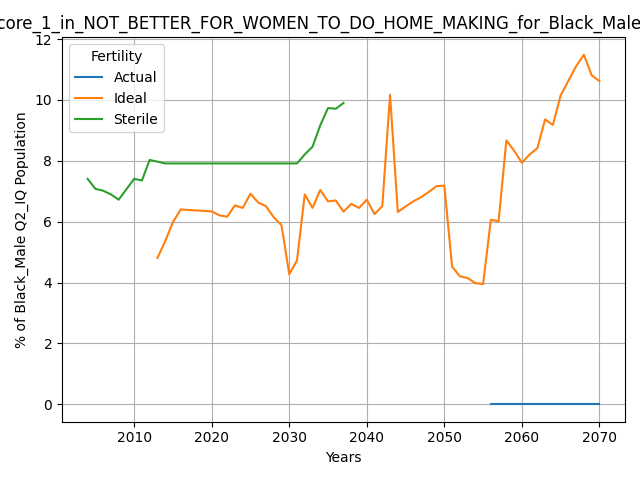 core_1_in_NOT_BETTER_FOR_WOMEN_TO_DO_HOME_MAKING_for_Black_Male
Fertility
Actual
Ideal
Sterile
% of Black_Male Q2_IQ Population
12
10
8
6
4
2
0
2010 2020 2030 2040 2050 2060 2070
Years